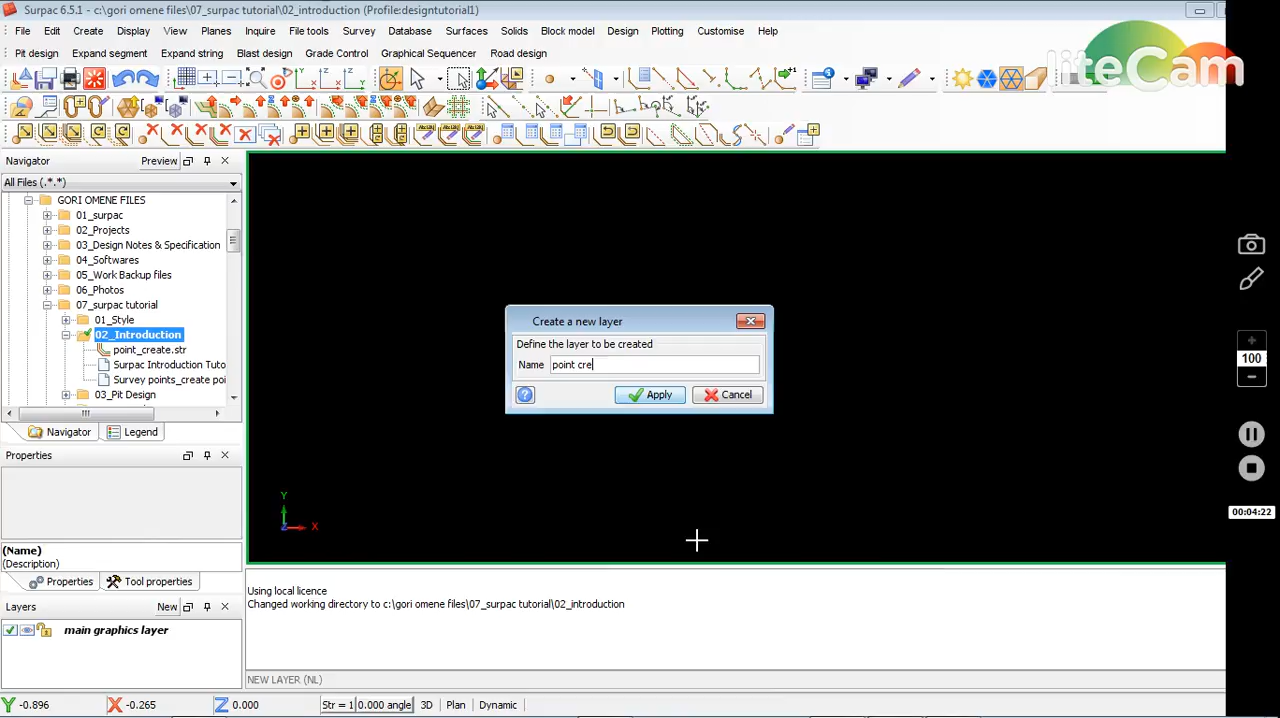 Surpac 6.5.1 - c:\gori omene files\07_surpac tutorial\02_introduction (Profile:designtutorial1)
File Edit Create Display View Planes Inquire File tools Survey Database Surfaces Solids Block model Design Plotting Customise Help
Pit design Expand segment Expand string Blast design Grade Control Graphical Sequencer Road design
liteCam
Navigator Preview
All Files (.*.*)
GORI OMENE FILES
01_surpac
02_Projects
03_Design Notes & Specification
04_Softwares
05_Work Backup files
06_Photos
07_surpac tutorial
01_Style
02_Introduction
point_create.str
Surpac Introduction Tuto
Survey points_create poi
03_Pit Design
Navigator Legend
Properties
(Name)
(Description)
Properties Tool properties
Layers New
main graphics layer
Create a new layer
Define the layer to be created
Name point cre
Apply Cancel
Y
Z X
Using local licence
Changed working directory to c:\gori omene files\07_surpac tutorial\02_introduction
NEW LAYER (NL)
Y -0.896 X -0.265 Z 0.000 Str = 1 0.000 angle 3D Plan Dynamic
100
00:04:22